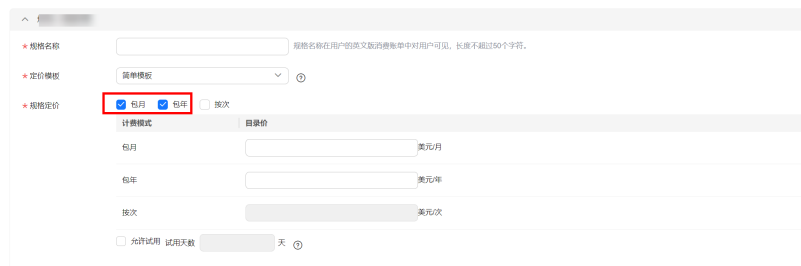 * 规格名称 规格名称在用户的英文版消费账单中对用户可见，长度不超过50个字符。
* 定价模板 简单模板
* 规格定价 包月 包年 按次
计费模式 目录价
包月 美元/月
包年 美元/年
按次 美元/次
允许试用 试用天数 天